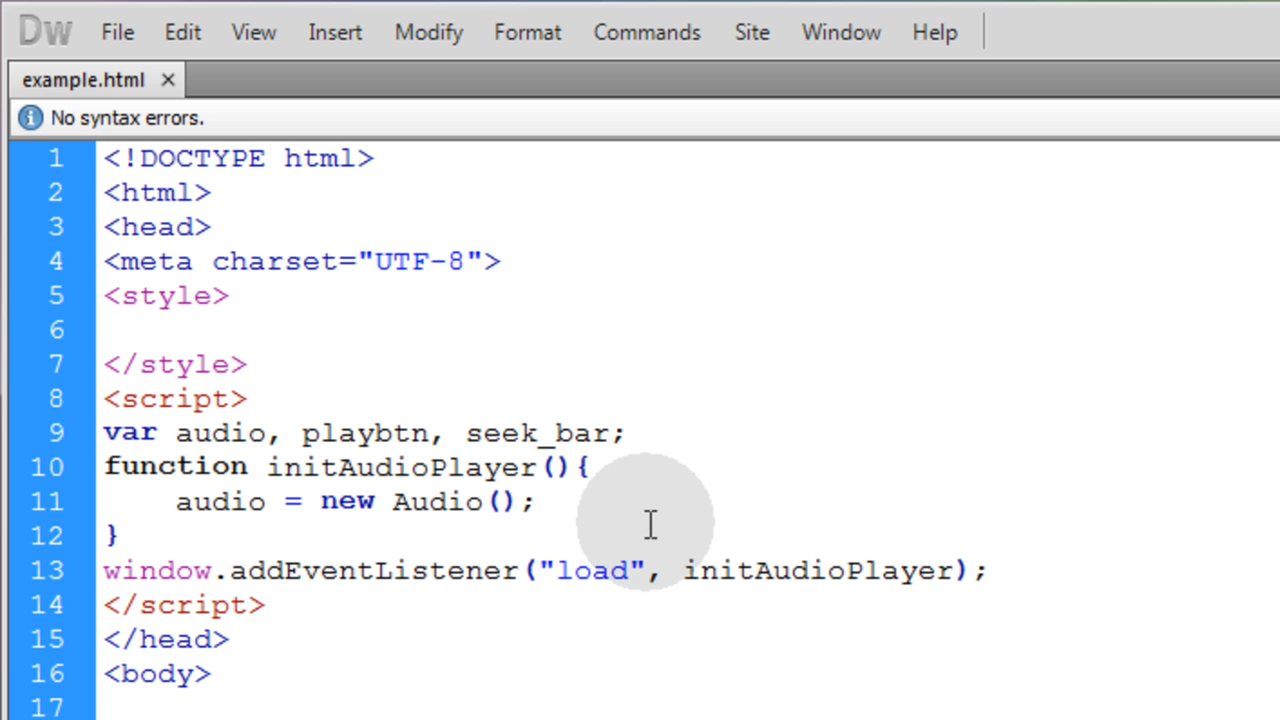 Dw File Edit View Insert Modify Format Commands Site Window Help
example.html ×
No syntax errors.
1 <!DOCTYPE html>
2 <html>
3 <head>
4 <meta charset="UTF-8">
5 <style>
6
7 </style>
8 <script>
9 var audio, playbtn, seek_bar;
10 function initAudioPlayer(){
11     audio = new Audio();
12 }
13 window.addEventListener("load", initAudioPlayer);
14 </script>
15 </head>
16 <body>
17